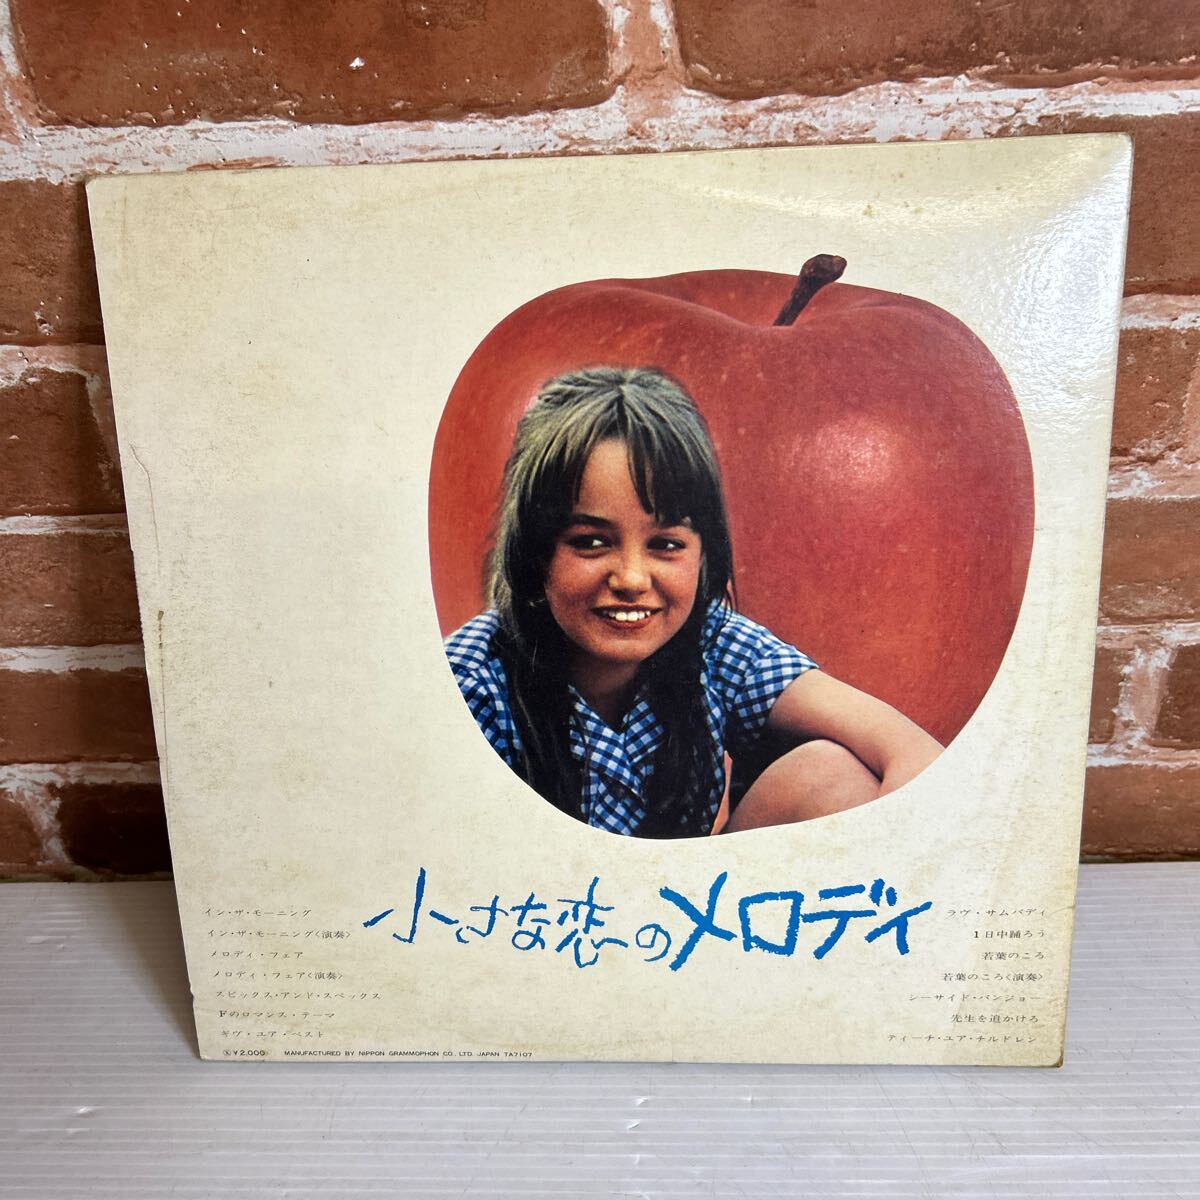 小さな恋のメロディ
イン・ザ・モーニング
イン・ザ・モーニング〈演奏〉
メロディ・フェア
メロディ・フェア〈演奏〉
スピックス・アンド・スペックス
Fのロマンス・テーマ
ギヴ・ユア・ベスト
ラヴ・サムバディ
1日中踊ろう
若葉のころ
若葉のころ〈演奏〉
シーサイド・バンジョー
先生を追かけろ
ティーチ・ユア・チルドレン
Ⓢ ¥2,000 MANUFACTURED BY NIPPON GRAMMOPHON CO., LTD. JAPAN TA7107